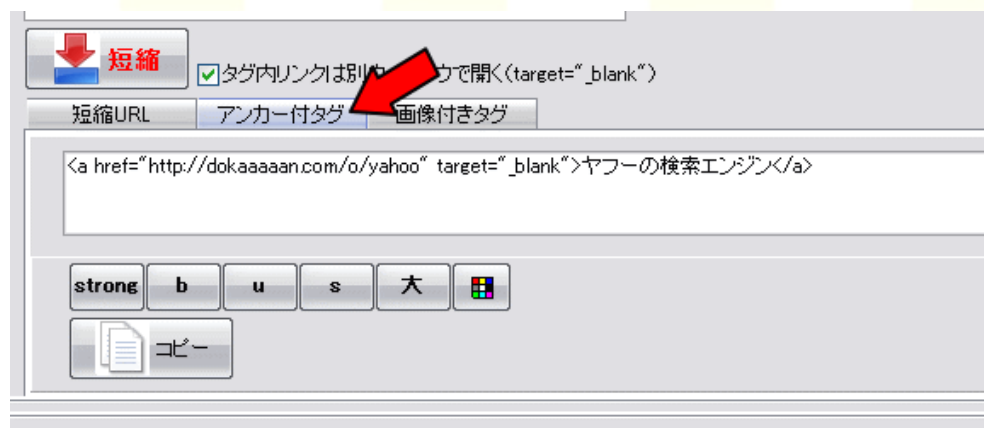 短縮
タグ内リンクは別 ウで開く(target="_blank")
短縮URL アンカー付タグ 画像付きタグ
<a href="http://dokaaaaan.com/o/yahoo" target="_blank">ヤフーの検索エンジン</a>
strong b u s 大
コピー